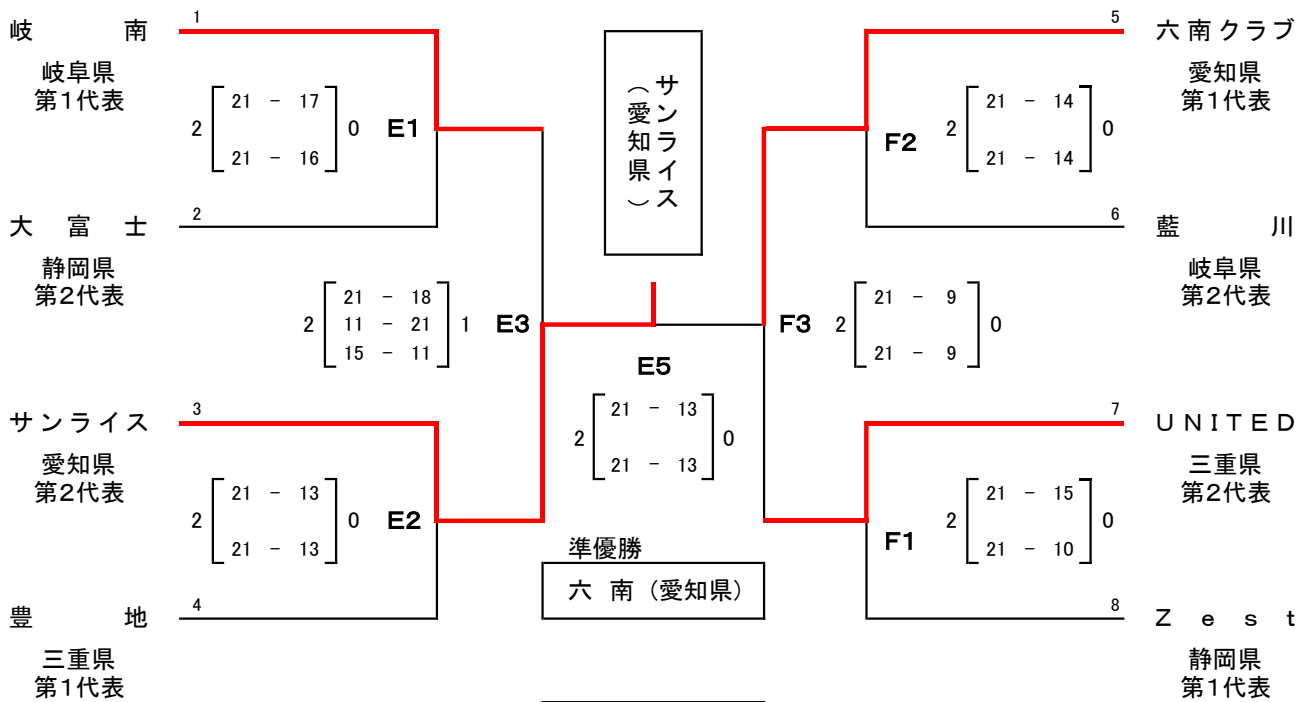 1
岐南
岐阜県
第1代表
2
21 - 17
21 - 16
0
E1
2
大富士
静岡県
第2代表
2
21 - 18
11 - 21
15 - 11
1
E3
3
サンライス
愛知県
第2代表
2
21 - 13
21 - 13
0
E2
4
豊地
三重県
第1代表
サンライス
（愛知県）
E5
2
21 - 13
21 - 13
0
準優勝
六南（愛知県）
5
六南クラブ
愛知県
第1代表
F2
2
21 - 14
21 - 14
0
6
藍川
岐阜県
第2代表
F3
2
21 - 9
21 - 9
0
7
UNITED
三重県
第2代表
F1
2
21 - 15
21 - 10
0
8
Zest
静岡県
第1代表